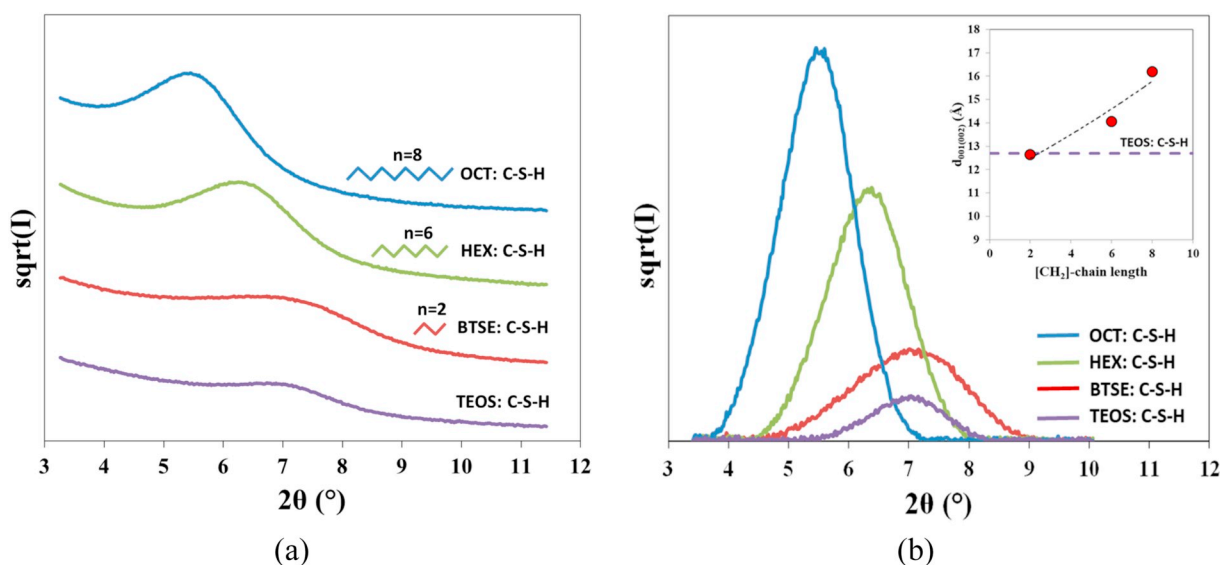 sqrt(I)
n=8
OCT: C-S-H
n=6
HEX: C-S-H
n=2
BTSE: C-S-H
TEOS: C-S-H
3 4 5 6 7 8 9 10 11 12
2θ (°)
(a)
sqrt(I)
d001(002) (Å)
18
17
16
15
14
13
12
11
10
9
TEOS: C-S-H
0 2 4 6 8 10
[CH2]-chain length
OCT: C-S-H
HEX: C-S-H
BTSE: C-S-H
TEOS: C-S-H
3 4 5 6 7 8 9 10 11 12
2θ (°)
(b)